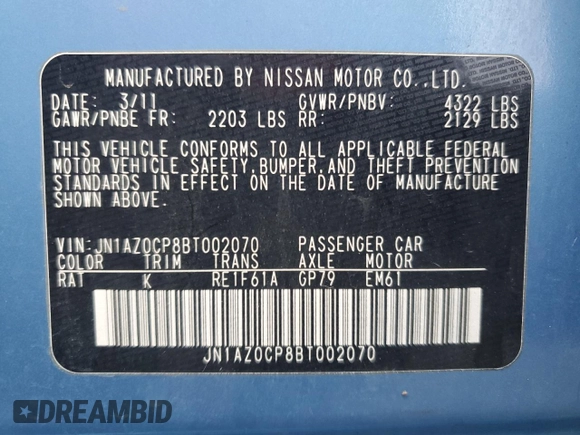 MANUFACTURED BY NISSAN MOTOR CO.,LTD.
DATE: 3/11 GVWR/PNBV: 4322 LBS
GAWR/PNBE FR: 2203 LBS RR: 2129 LBS
THIS VEHICLE CONFORMS TO ALL APPLICABLE FEDERAL
MOTOR VEHICLE SAFETY,BUMPER,AND THEFT PREVENTION
STANDARDS IN EFFECT ON THE DATE OF MANUFACTURE
SHOWN ABOVE.
VIN:JN1AZ0CP8BT002070 PASSENGER CAR
COLOR TRIM TRANS AXLE MOTOR
RAT K RE1F61A GP79 EM61
JN1AZ0CP8BT002070
DREAMBID